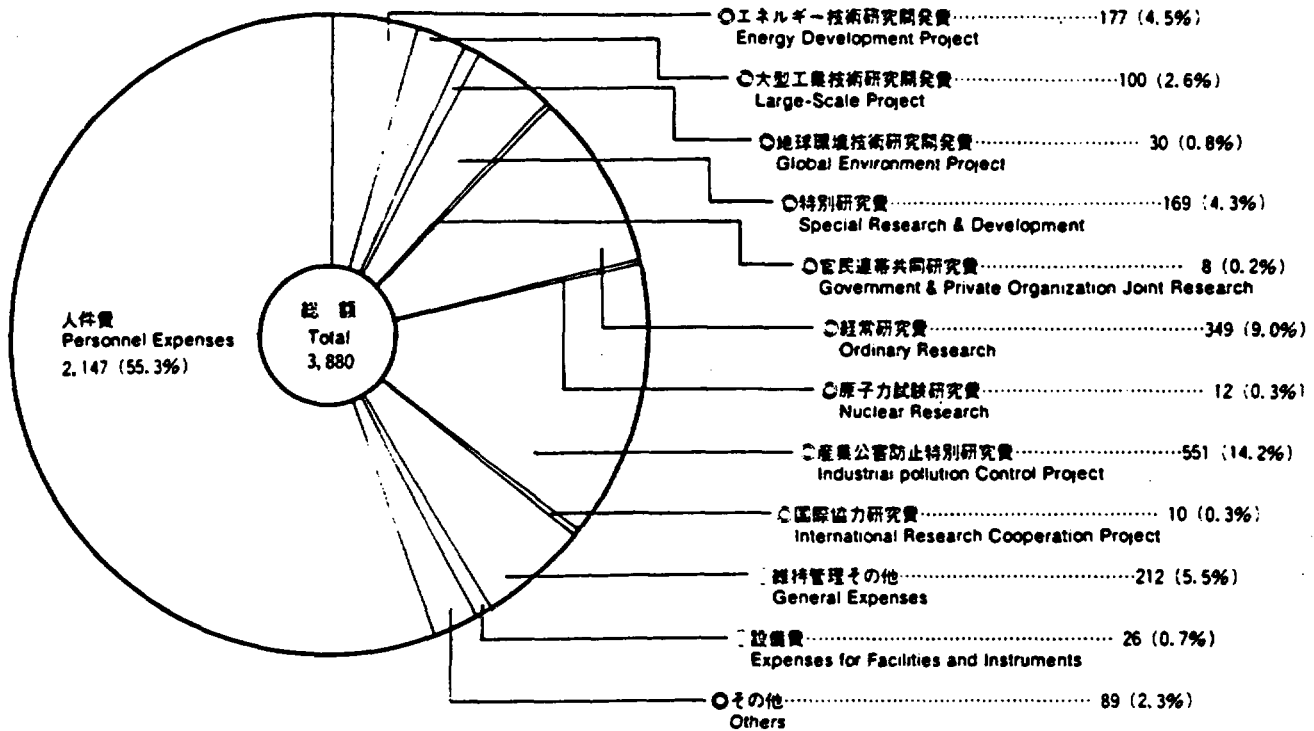 エネルギー技術研究開発費 177 (4.5%)
Energy Development Project
大型工業技術研究開発費 100 (2.6%)
Large-Scale Project
地球環境技術研究開発費 30 (0.8%)
Global Environment Project
特別研究費 169 (4.3%)
Special Research & Development
官民連帯共同研究費 8 (0.2%)
Government & Private Organization Joint Research
経常研究費 349 (9.0%)
Ordinary Research
原子力試験研究費 12 (0.3%)
Nuclear Research
産業公害防止特別研究費 551 (14.2%)
Industrial pollution Control Project
国際協力研究費 10 (0.3%)
International Research Cooperation Project
維持管理その他 212 (5.5%)
General Expenses
設備費 26 (0.7%)
Expenses for Facilities and Instruments
その他 89 (2.3%)
Others
人件費
Personnel Expenses
2,147 (55.3%)
総額
Total
3,880